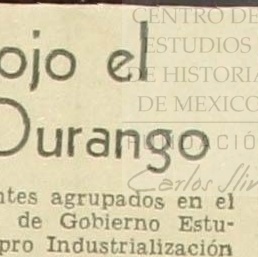 CENTRO DE
ESTUDIOS
DE HISTORIA
DE MEXICO
FUNDACIÓ
Carlos Slim
ojo el
Durango
ntes agrupados en el
de Gobierno Estu-
pro Industrialización